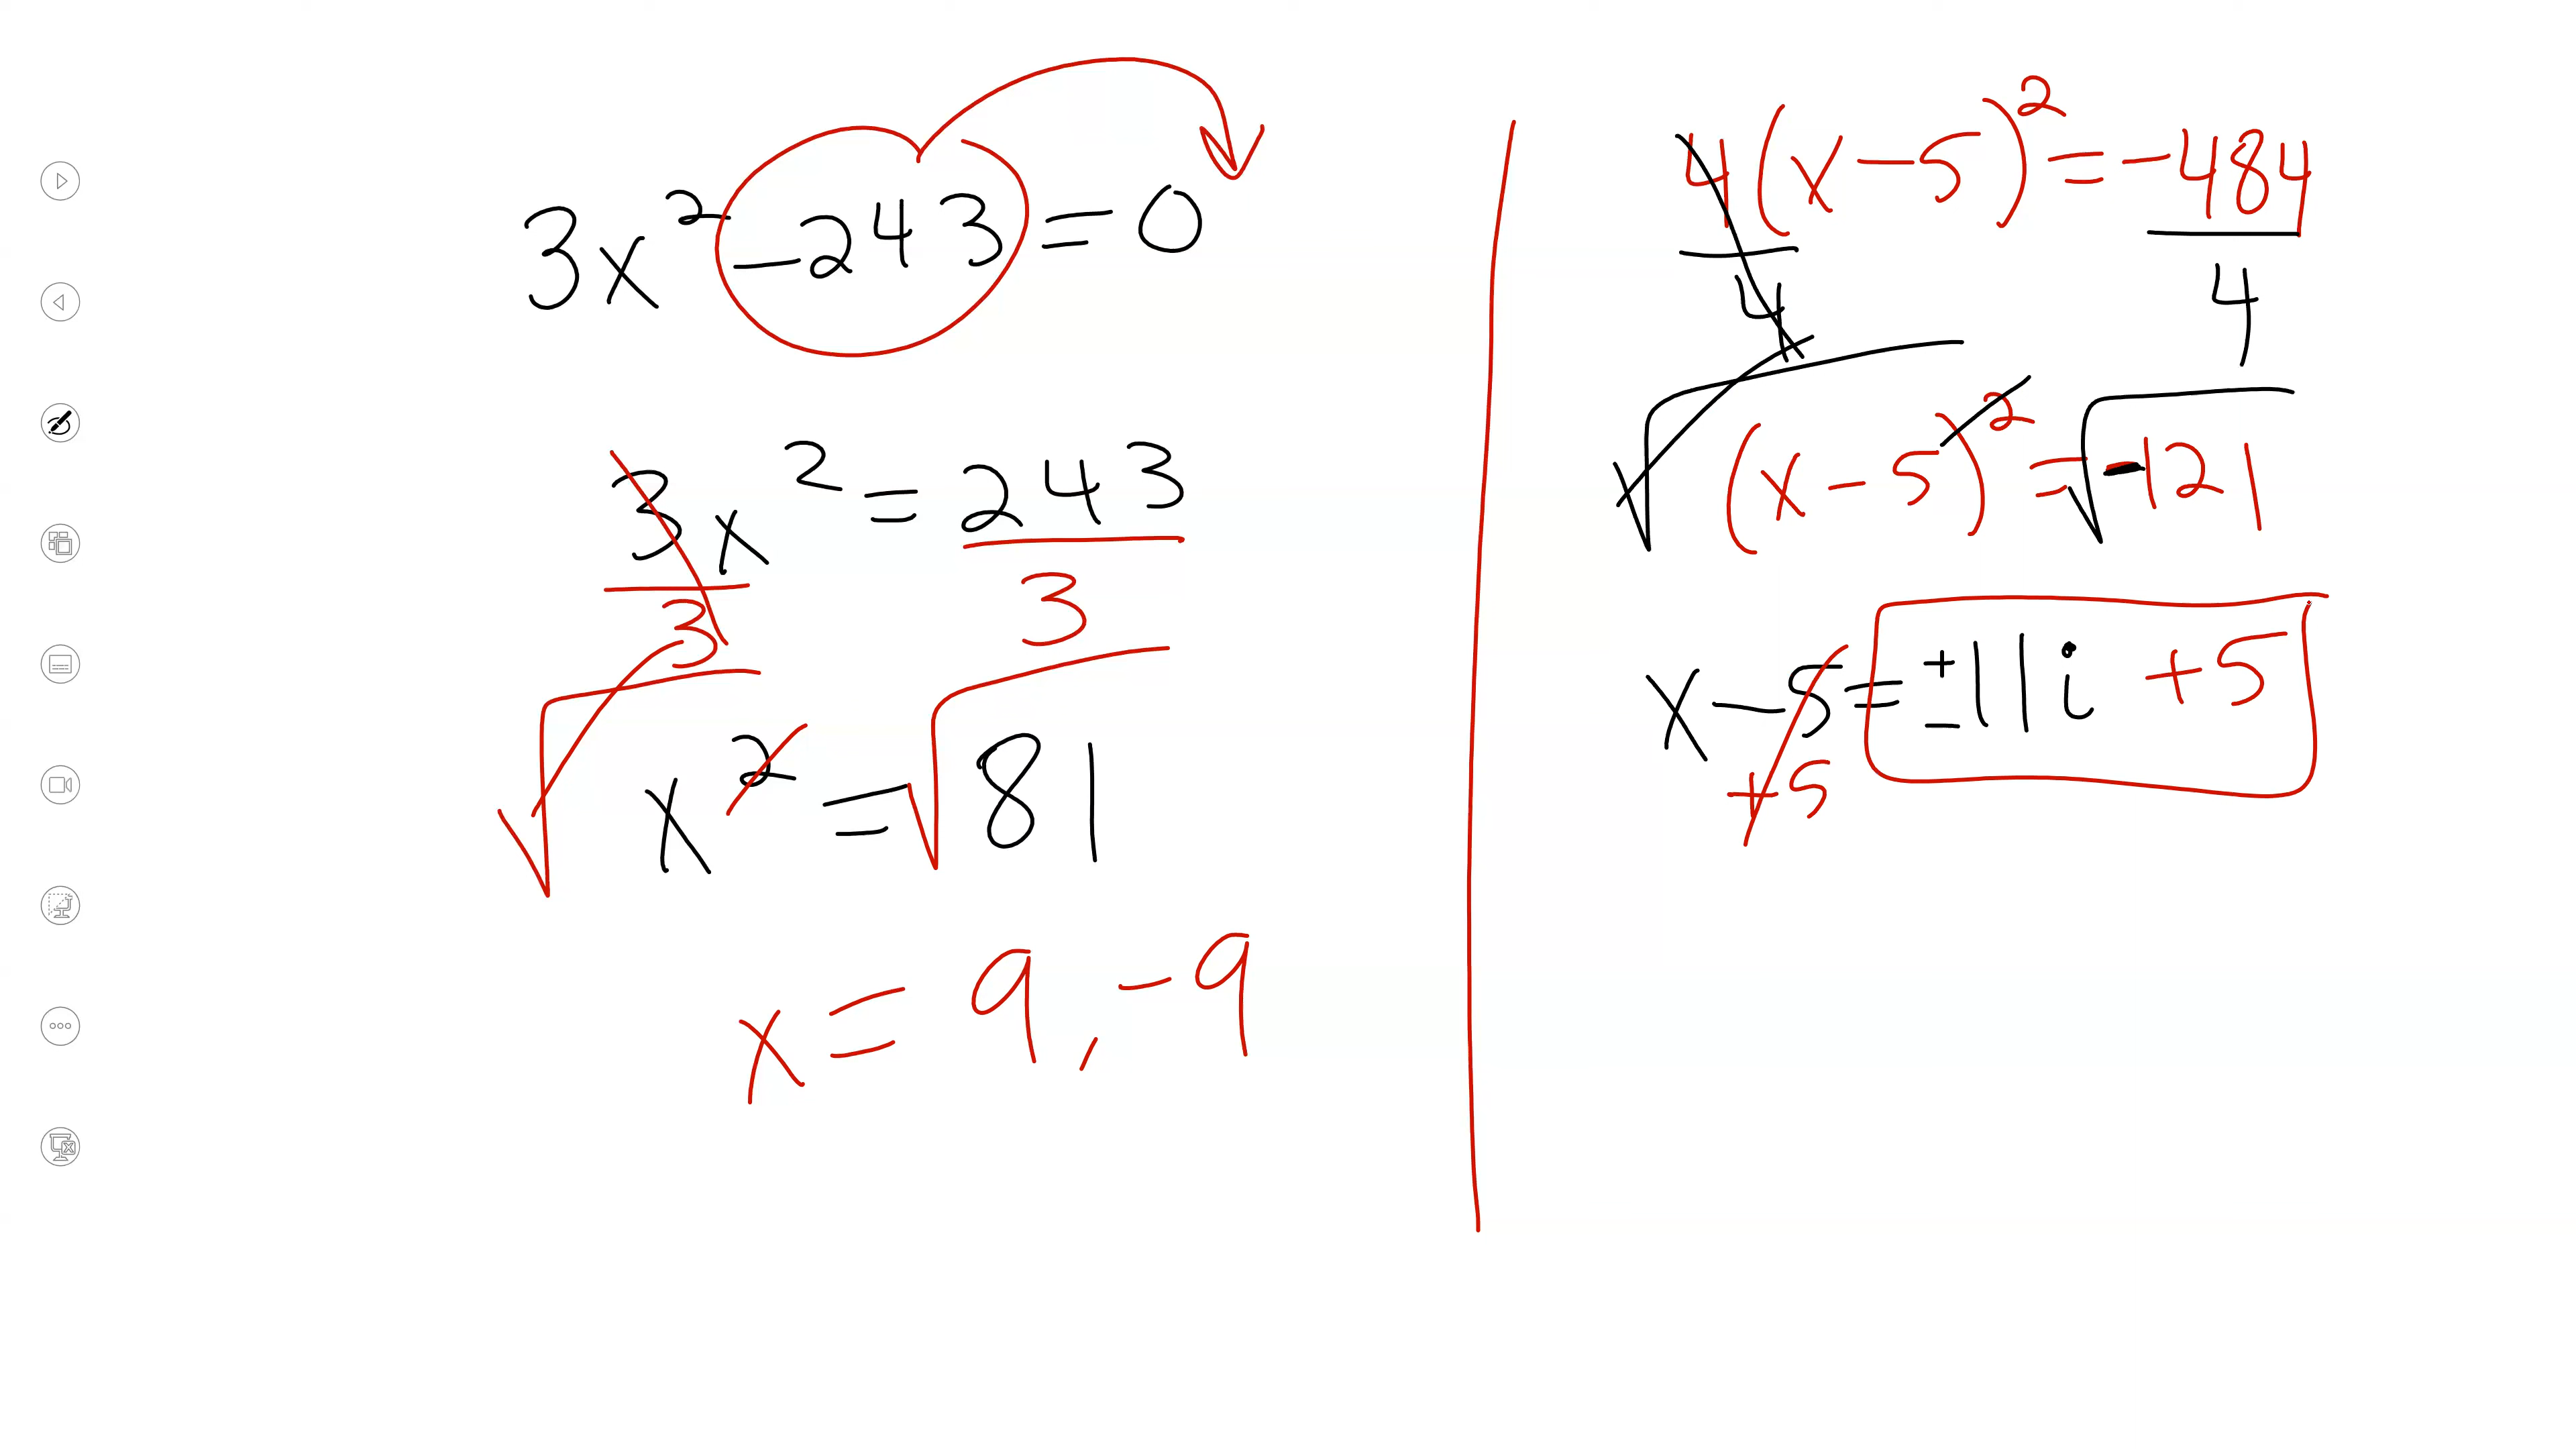 3x² - 243 = 0
3x² = 243
3 3
√x² = √81
x = 9, -9
4(x - 5)² = -484
4 4
√(x - 5)² = √-121
x - 5 = ±11i + 5
+5